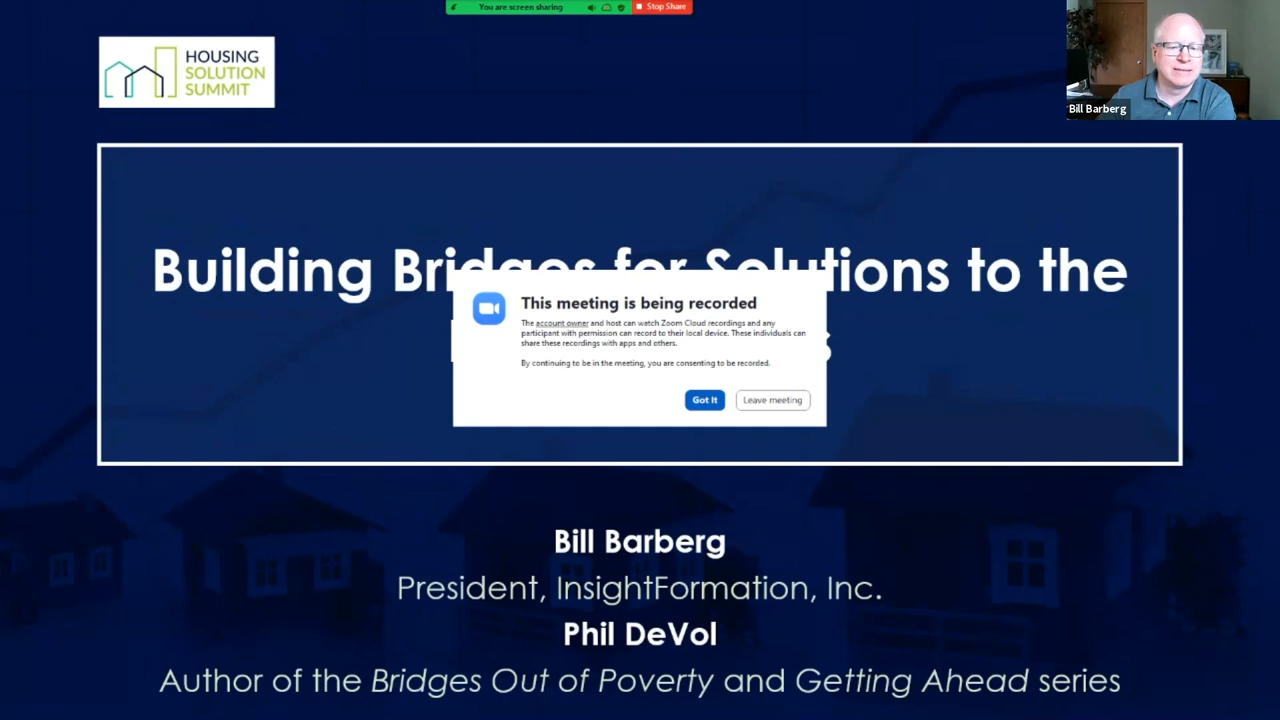 You are screen sharing
Stop Share
HOUSING
SOLUTION
SUMMIT
Bill Barberg
Building Bridges for Solutions to the
This meeting is being recorded
The account owner and host can watch Zoom Cloud recordings and any
participant with permission can record to their local device. These individuals can
share these recordings with apps and others.
By continuing to be in the meeting, you are consenting to be recorded.
Got It
Leave meeting
Bill Barberg
President, InsightFormation, Inc.
Phil DeVol
Author of the Bridges Out of Poverty and Getting Ahead series